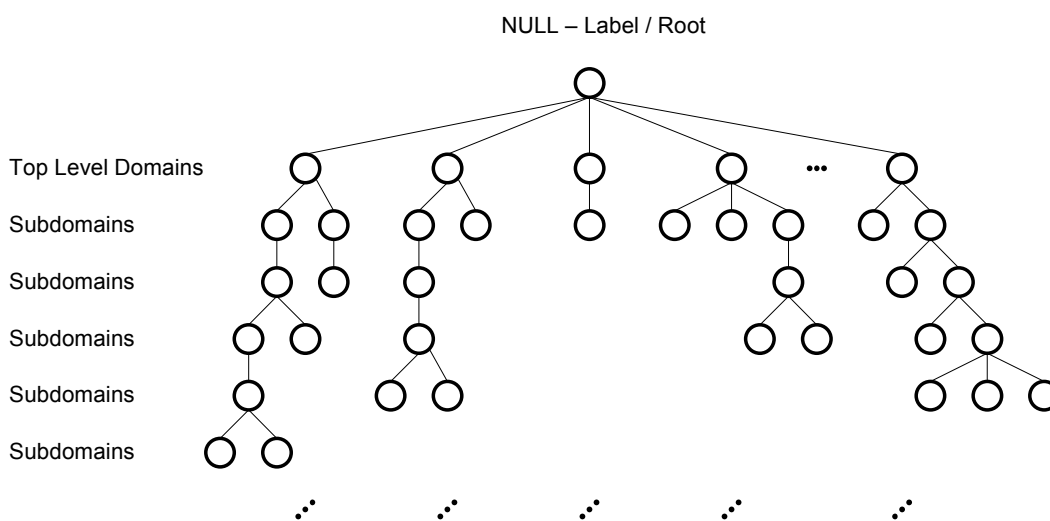 NULL – Label / Root
Top Level Domains
Subdomains
Subdomains
Subdomains
Subdomains
Subdomains